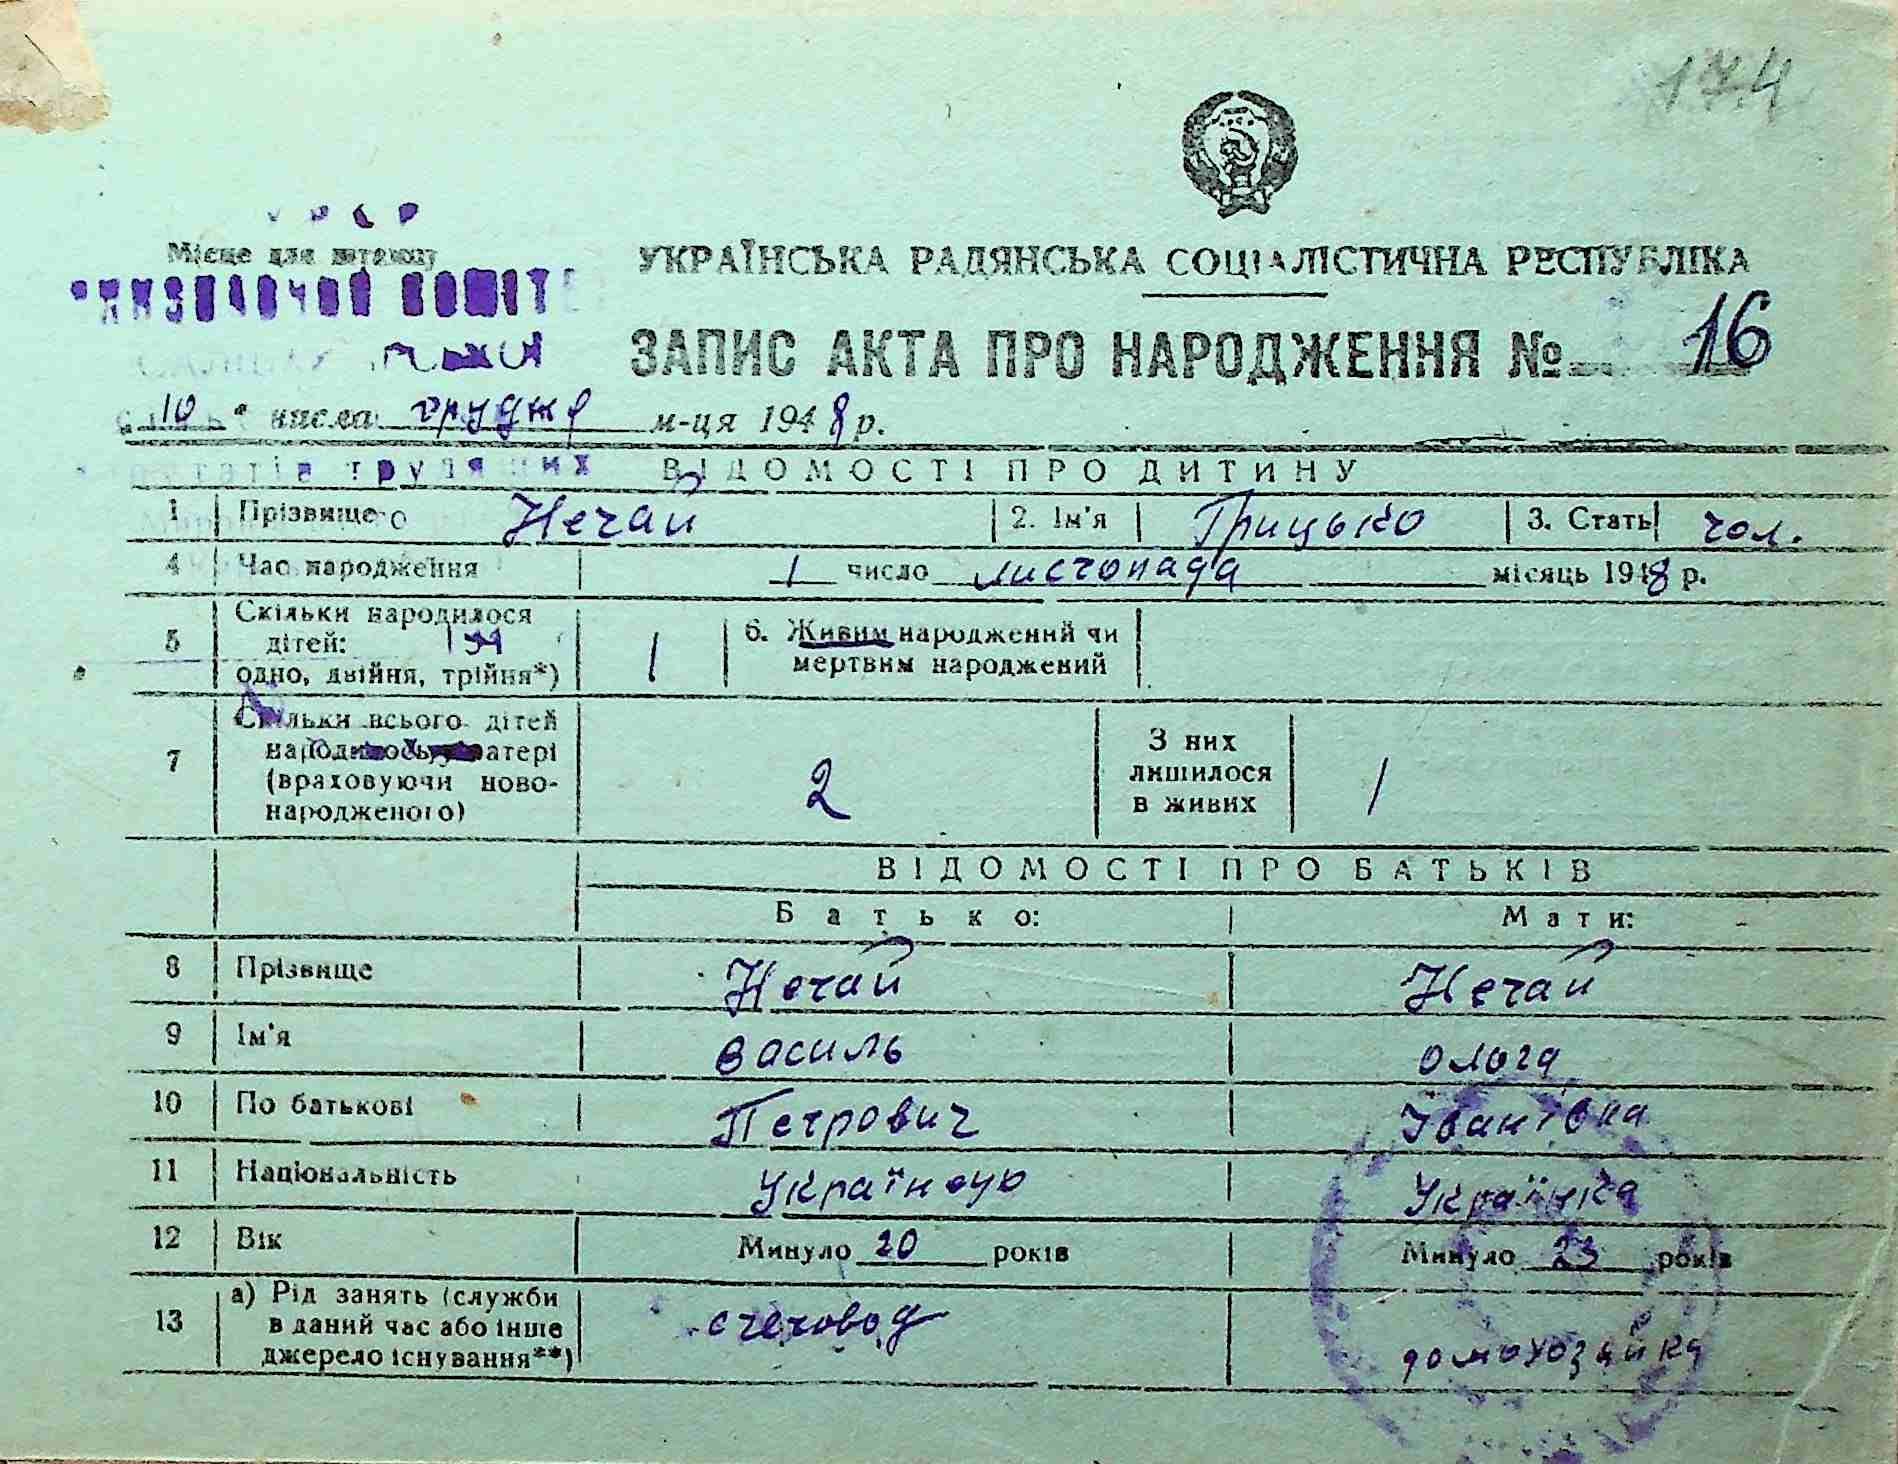 174
Місце для штампу
УКРАЇНСЬКА РАДЯНСЬКА СОЦІАЛІСТИЧНА РЕСПУБЛІКА
ЗАПИС АКТА ПРО НАРОДЖЕННЯ № 16
10 " числа грудня м-ця 1948 р.
трудящих
ВІДОМОСТІ ПРО ДИТИНУ
1 Прізвище Нечай 2. Ім'я Грицько 3. Стать чол.
4 Час народження 1 число листопада місяць 1948 р.
5 Скільки народилося дітей: одно, двійня, трійня*) 1 6. Живим народжений чи мертвим народжений
7 Скільки всього дітей народилось у матері (враховуючи новонародженого) 2 З них лишилося в живих 1
ВІДОМОСТІ ПРО БАТЬКІВ
Батько: Мати:
8 Прізвище Нечай Нечай
9 Ім'я Василь Ольга
10 По батькові Петрович Іванівна
11 Національність Українець Українка
12 Вік Минуло 20 років Минуло 23 років
13 а) Рід занять (служби в даний час або інше джерело існування**) счетовод домохозяйка